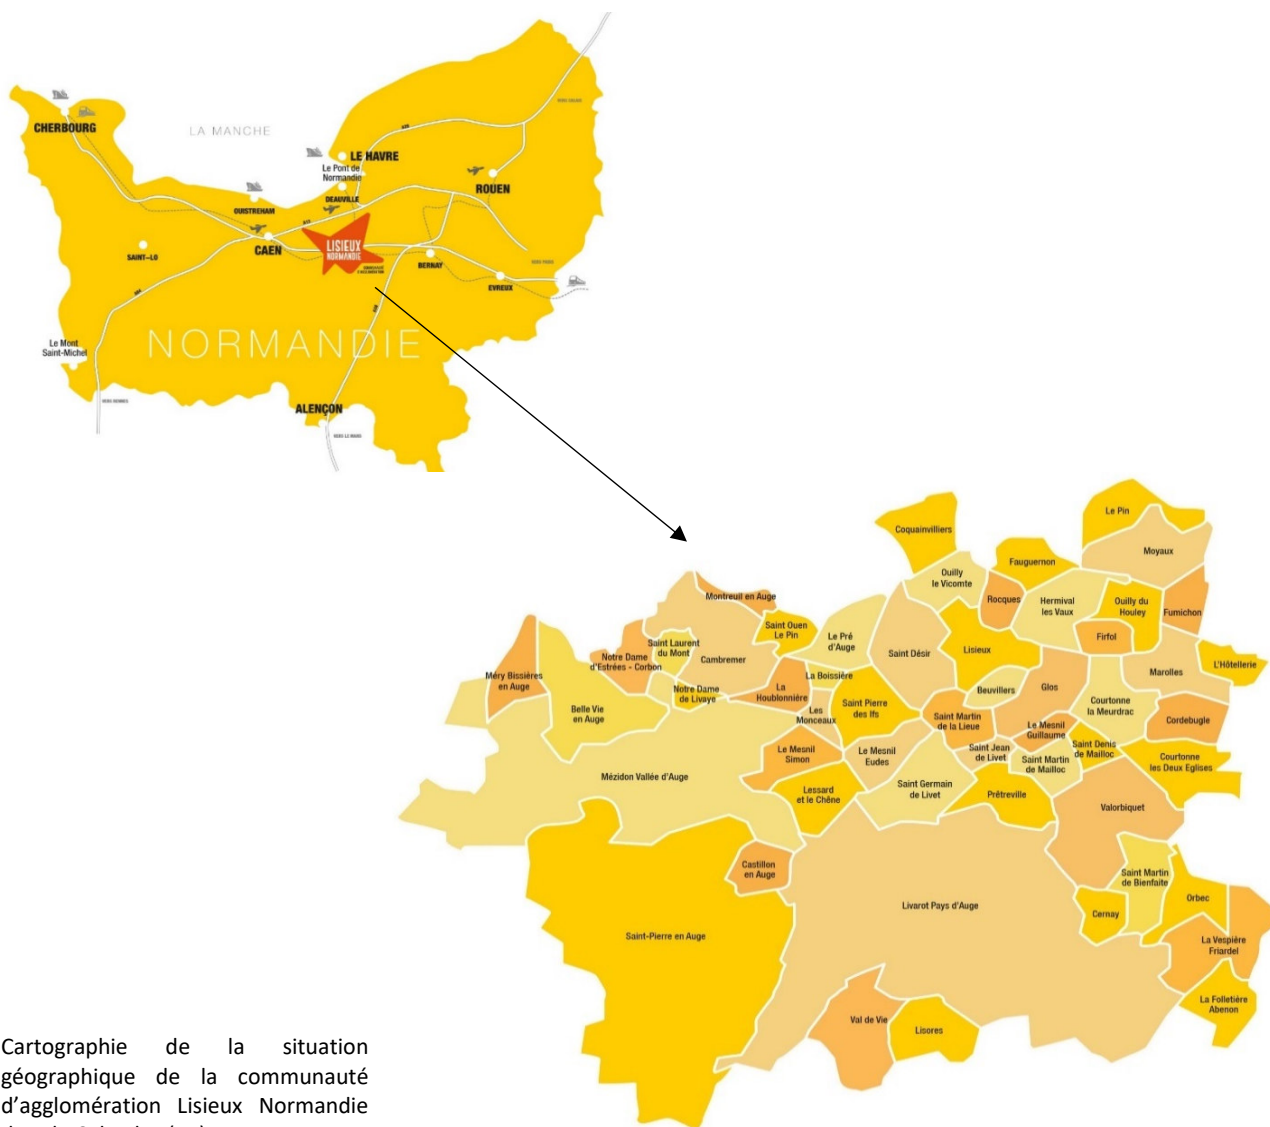 CHERBOURG
LA MANCHE
LE HAVRE
Le Pont de
Normandie
DEAUVILLE
ROUEN
OUISTREHAM
CAEN
SAINT-LO
LISIEUX
NORMANDIE
BERNAY
EVREUX
NORMANDIE
Le Mont
Saint-Michel
VERS RENNES
ALENÇON
VERS LE MANS
Le Pin
Coquainvilliers
Moyaux
Fauguernon
Ouilly
le Vicomte
Rocques
Hermival
les Vaux
Ouilly du
Houley
Fumichon
Montreuil en Auge
Saint Ouen
Le Pin
Le Pré
d'Auge
Firfol
Saint Laurent
du Mont
Saint Désir
Lisieux
Notre Dame
d'Estrées - Corbon
Cambremer
L'Hôtellerie
Marolles
Méry Bissières
en Auge
La Boissière
Beuvillers
Glos
Notre Dame
de Livaye
La
Houblonnière
Courtonne
la Meurdrac
Belle Vie
en Auge
Les
Monceaux
Saint Pierre
des Ifs
Saint Martin
de la Lieue
Le Mesnil
Guillaume
Cordebugle
Le Mesnil
Simon
Le Mesnil
Eudes
Saint Jean
de Livet
Saint Denis
de Mailloc
Saint Martin
de Mailloc
Courtonne
les Deux Eglises
Mézidon Vallée d'Auge
Saint Germain
de Livet
Lessard
et le Chêne
Prêtreville
Valorbiquet
Castillon
en Auge
Saint Martin
de Bienfaite
Orbec
Livarot Pays d'Auge
Cernay
Saint-Pierre en Auge
La Vespière
Friardel
La Folletière
Abenon
Val de Vie
Lisores
Cartographie de la situation
géographique de la communauté
d'agglomération Lisieux Normandie